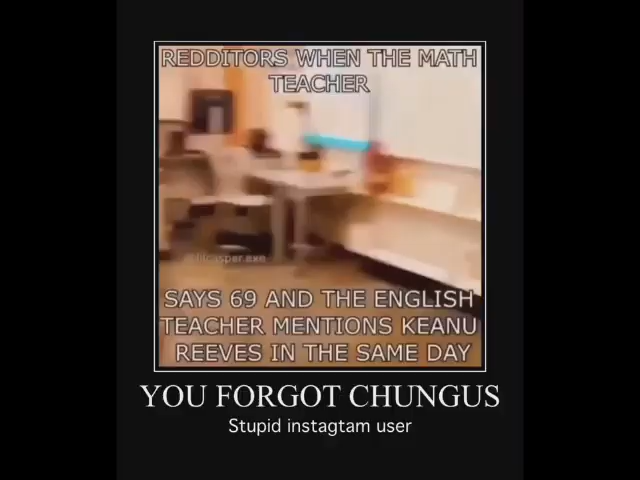 REDDITORS WHEN THE MATH
TEACHER
SAYS 69 AND THE ENGLISH
TEACHER MENTIONS KEANU
REEVES IN THE SAME DAY
YOU FORGOT CHUNGUS
Stupid instagtam user